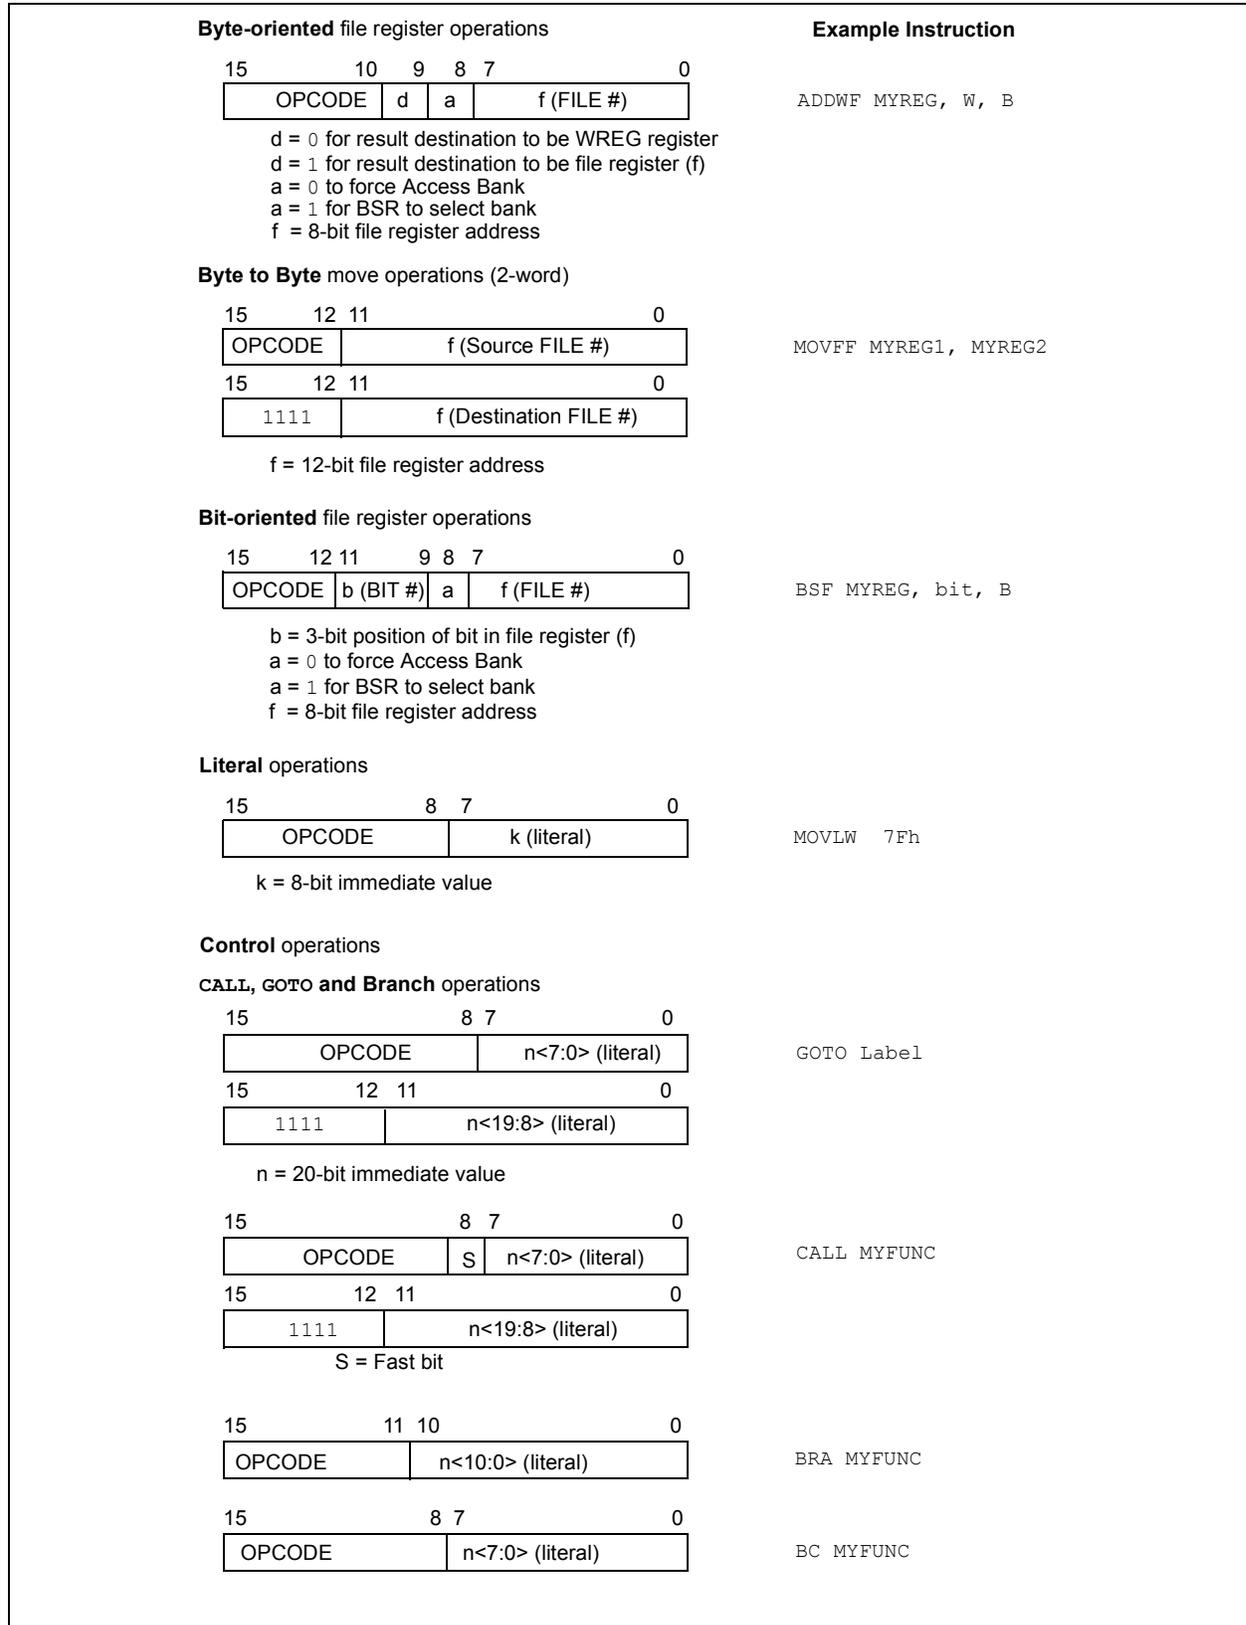 Byte-oriented file register operations
Example Instruction
15 10 9 8 7 0
OPCODE d a f (FILE #)
ADDWF MYREG, W, B
d = 0 for result destination to be WREG register
d = 1 for result destination to be file register (f)
a = 0 to force Access Bank
a = 1 for BSR to select bank
f = 8-bit file register address
Byte to Byte move operations (2-word)
15 12 11 0
OPCODE f (Source FILE #)
MOVFF MYREG1, MYREG2
15 12 11 0
1111 f (Destination FILE #)
f = 12-bit file register address
Bit-oriented file register operations
15 12 11 9 8 7 0
OPCODE b (BIT #) a f (FILE #)
BSF MYREG, bit, B
b = 3-bit position of bit in file register (f)
a = 0 to force Access Bank
a = 1 for BSR to select bank
f = 8-bit file register address
Literal operations
15 8 7 0
OPCODE k (literal)
MOVLW 7Fh
k = 8-bit immediate value
Control operations
CALL, GOTO and Branch operations
15 8 7 0
OPCODE n<7:0> (literal)
GOTO Label
15 12 11 0
1111 n<19:8> (literal)
n = 20-bit immediate value
15 8 7 0
OPCODE S n<7:0> (literal)
CALL MYFUNC
15 12 11 0
1111 n<19:8> (literal)
S = Fast bit
15 11 10 0
OPCODE n<10:0> (literal)
BRA MYFUNC
15 8 7 0
OPCODE n<7:0> (literal)
BC MYFUNC